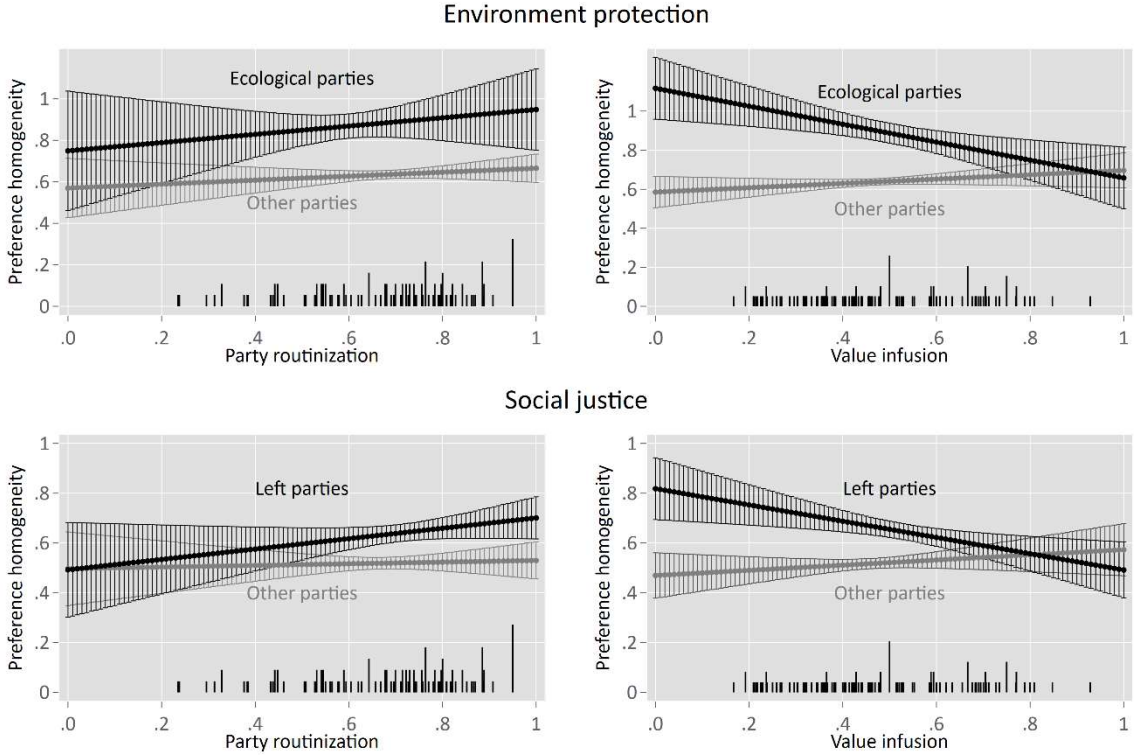 Environment protection
Preference homogeneity
1
.8
.6
.4
.2
0
Ecological parties
Other parties
.0 .2 .4 .6 .8 1
Party routinization
Preference homogeneity
1
.8
.6
.4
.2
0
Ecological parties
Other parties
.0 .2 .4 .6 .8 1
Value infusion
Social justice
Preference homogeneity
1
.8
.6
.4
.2
0
Left parties
Other parties
.0 .2 .4 .6 .8 1
Party routinization
Preference homogeneity
1
.8
.6
.4
.2
0
Left parties
Other parties
.0 .2 .4 .6 .8 1
Value infusion